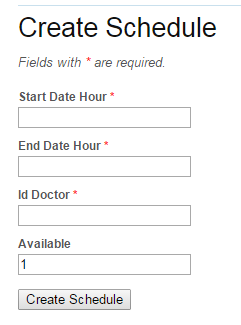 Create Schedule
Fields with * are required.
Start Date Hour *
End Date Hour *
Id Doctor *
Available
1
Create Schedule